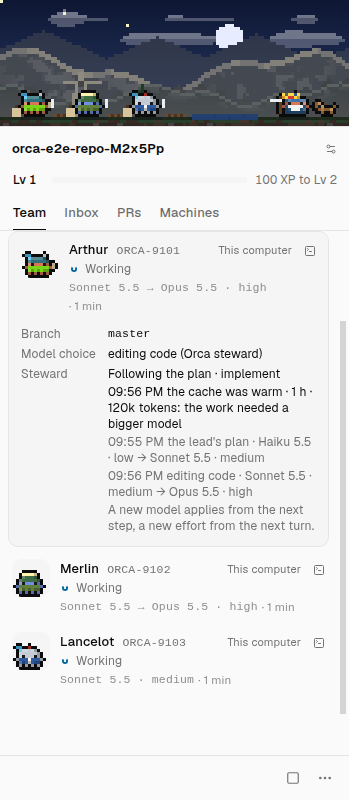 orca-e2e-repo-M2x5Pp
Lv 1 100 XP to Lv 2
Team Inbox PRs Machines
Arthur ORCA-9101 This computer
Working
Sonnet 5.5 → Opus 5.5 · high
· 1 min
Branch master
Model choice editing code (Orca steward)
Steward Following the plan · implement
09:56 PM the cache was warm · 1 h ·
120k tokens: the work needed a
bigger model
09:55 PM the lead's plan · Haiku 5.5
· low → Sonnet 5.5 · medium
09:56 PM editing code · Sonnet 5.5 ·
medium → Opus 5.5 · high
A new model applies from the next
step, a new effort from the next turn.
Merlin ORCA-9102 This computer
Working
Sonnet 5.5 → Opus 5.5 · high · 1 min
Lancelot ORCA-9103 This computer
Working
Sonnet 5.5 · medium · 1 min